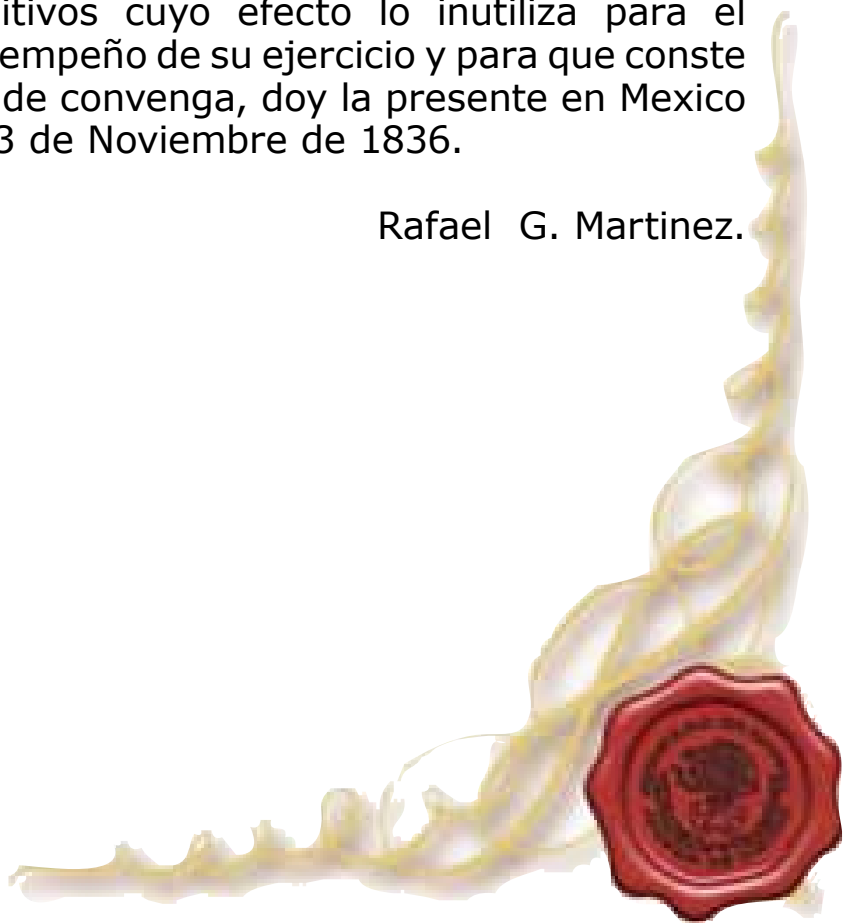 itivos cuyo efecto lo inutiliza para el
empeño de su ejercicio y para que conste
de convenga, doy la presente en Mexico
3 de Noviembre de 1836.
Rafael G. Martinez.